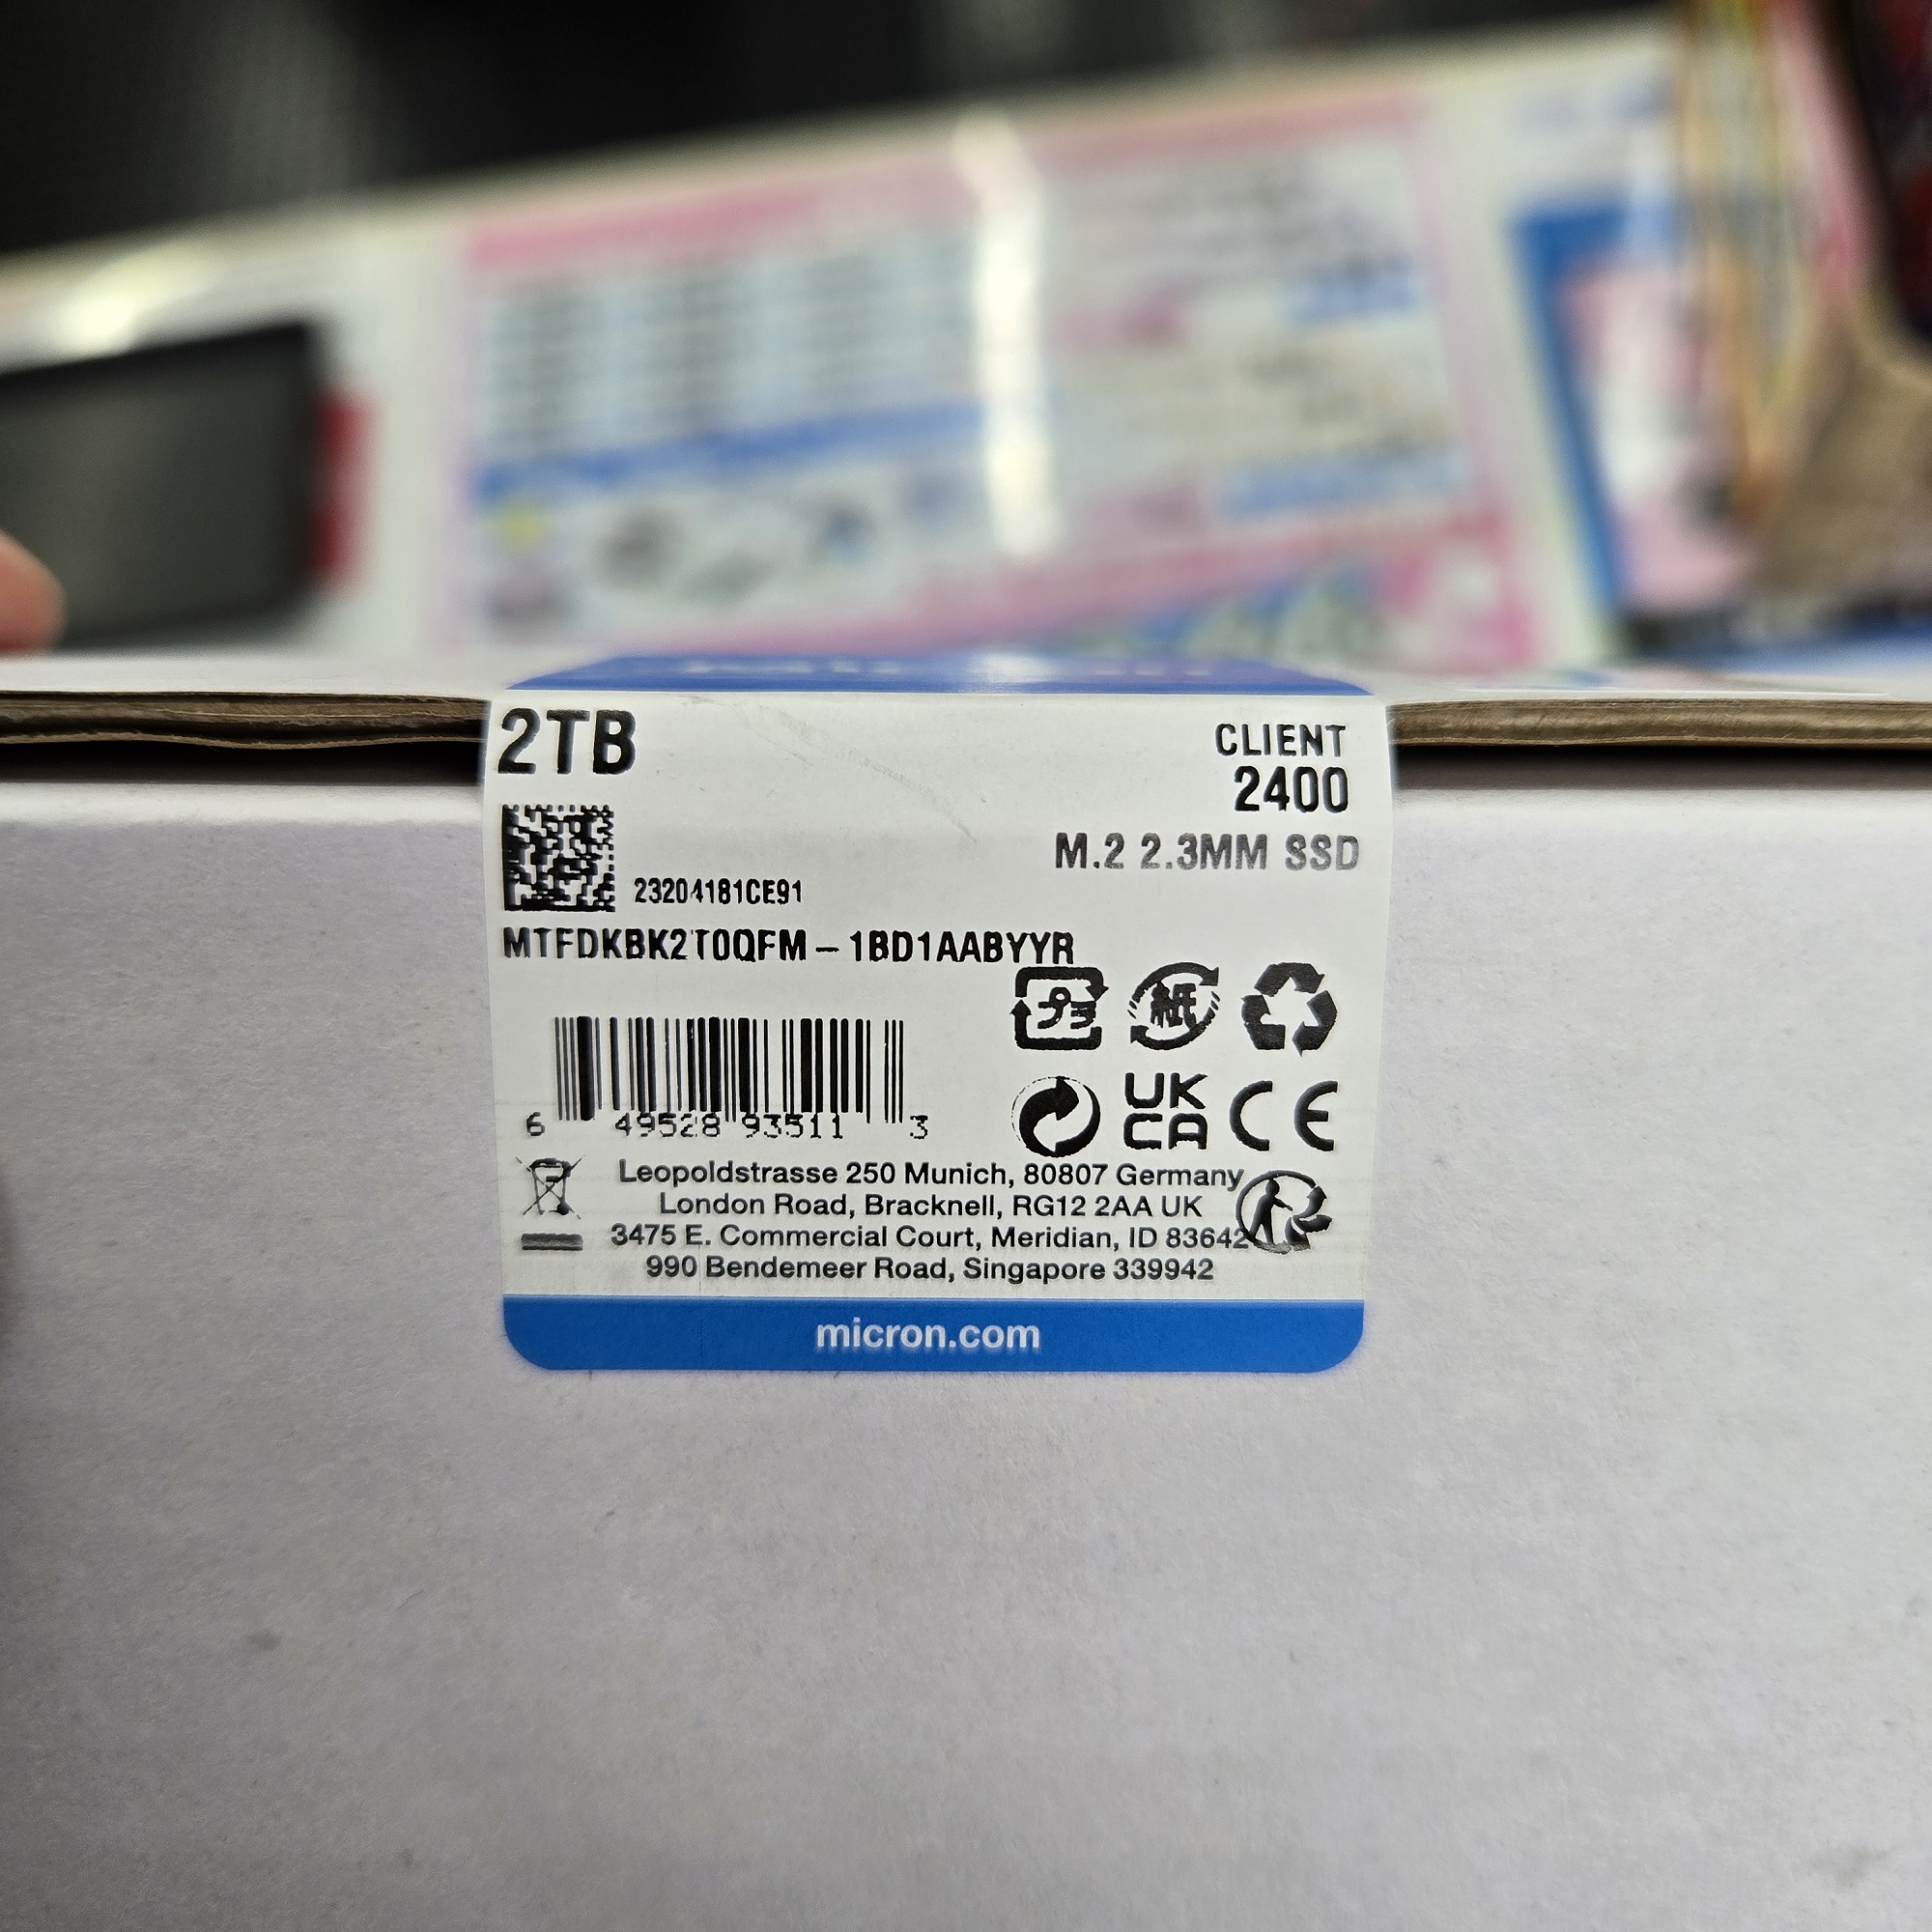 2TB
CLIENT
2400
M.2 2.3MM SSD
23204181CE91
MTFDKBK2T0QFM – 1BD1AABYYR
プ
紙
6 49528 93511 3
UK
CA CE
Leopoldstrasse 250 Munich, 80807 Germany
London Road, Bracknell, RG12 2AA UK
3475 E. Commercial Court, Meridian, ID 83642
990 Bendemeer Road, Singapore 339942
micron.com